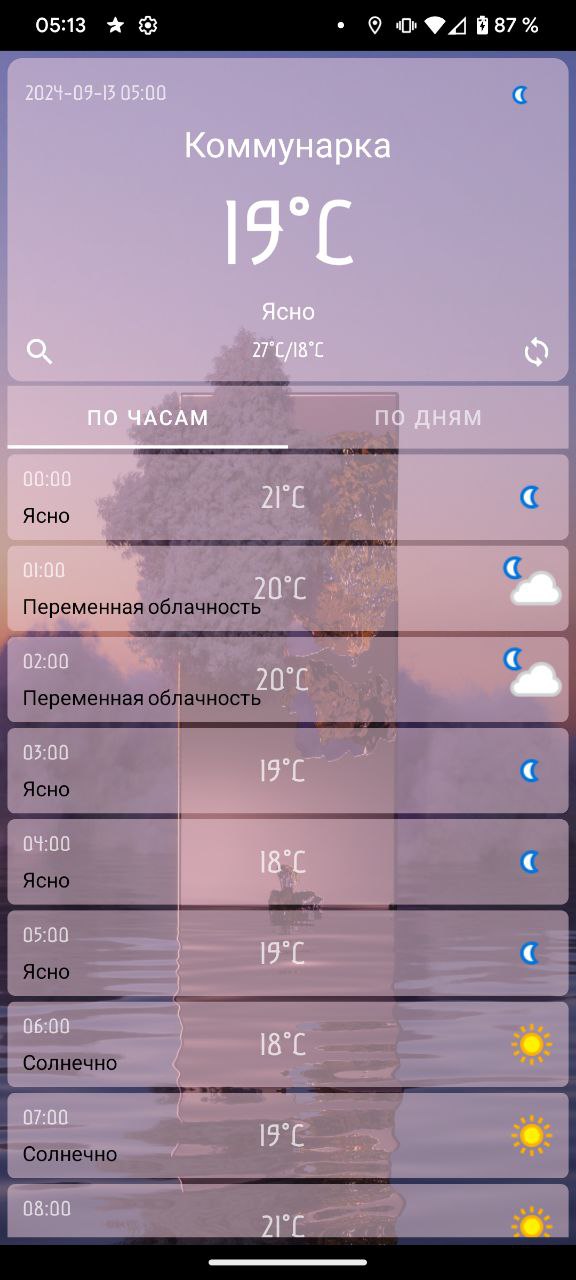 05:13
87 %
2024-09-13 05:00
Коммунарка
19°C
Ясно
27°C/18°C
ПО ЧАСАМ ПО ДНЯМ
00:00
21°C
Ясно
01:00
20°C
Переменная облачность
02:00
20°C
Переменная облачность
03:00
19°C
Ясно
04:00
18°C
Ясно
05:00
19°C
Ясно
06:00
18°C
Солнечно
07:00
19°C
Солнечно
08:00
21°C